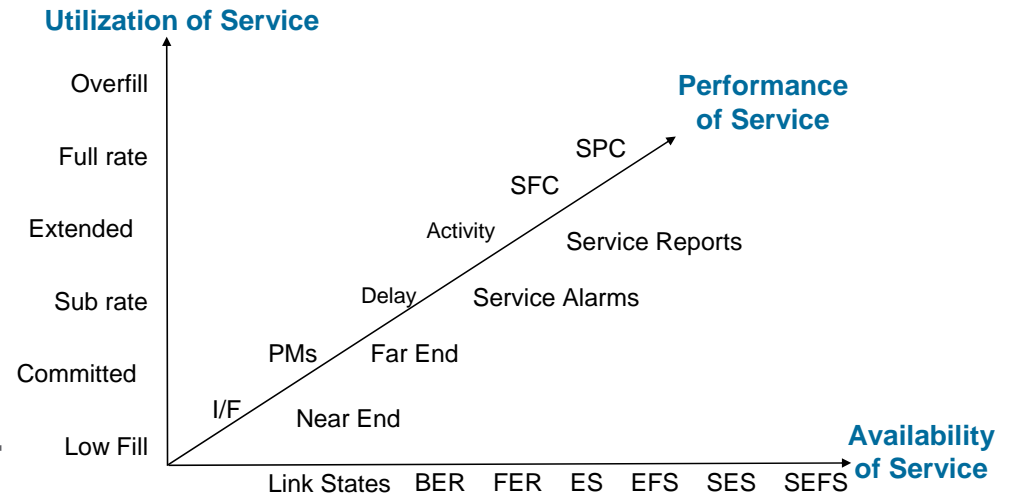 Utilization of Service
Overfill
Performance
of Service
SPC
Full rate
SFC
Extended
Activity
Service Reports
Sub rate
Delay
Service Alarms
PMs
Far End
Committed
I/F
Near End
Low Fill
Availability
of Service
Link States BER FER ES EFS SES SEFS